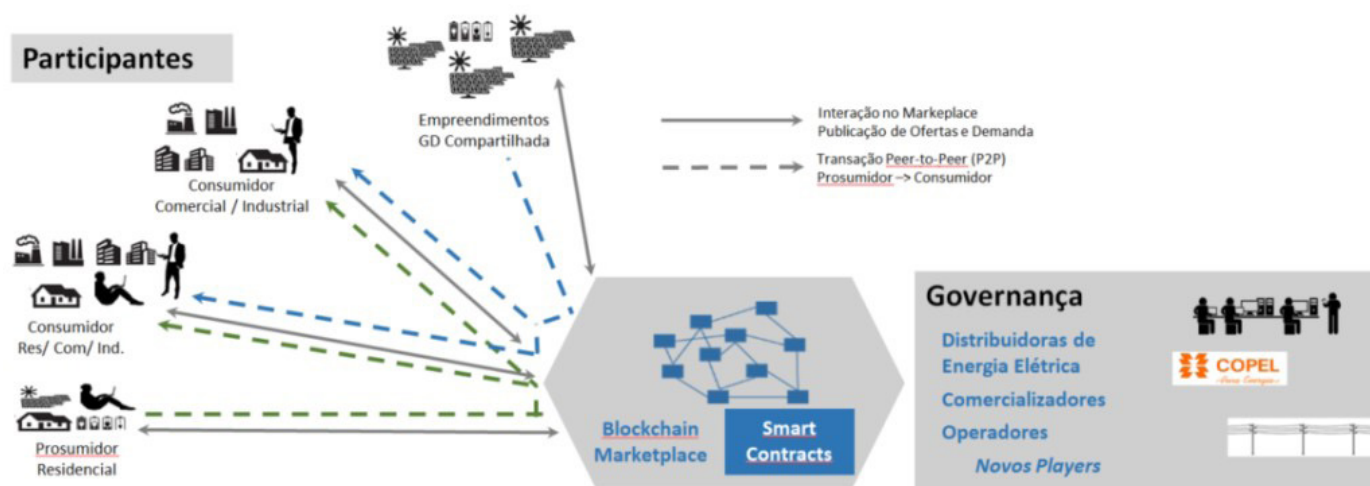 Participantes
Empreendimentos
GD Compartilhada
Interação no Markeplace
Publicação de Ofertas e Demanda
Transação Peer-to-Peer (P2P)
Prosumidor –> Consumidor
Consumidor
Comercial / Industrial
Consumidor
Res/ Com/ Ind.
Prosumidor
Residencial
Blockchain
Marketplace
Smart
Contracts
Governança
Distribuidoras de
Energia Elétrica
COPEL
Comercializadores
Operadores
Novos Players